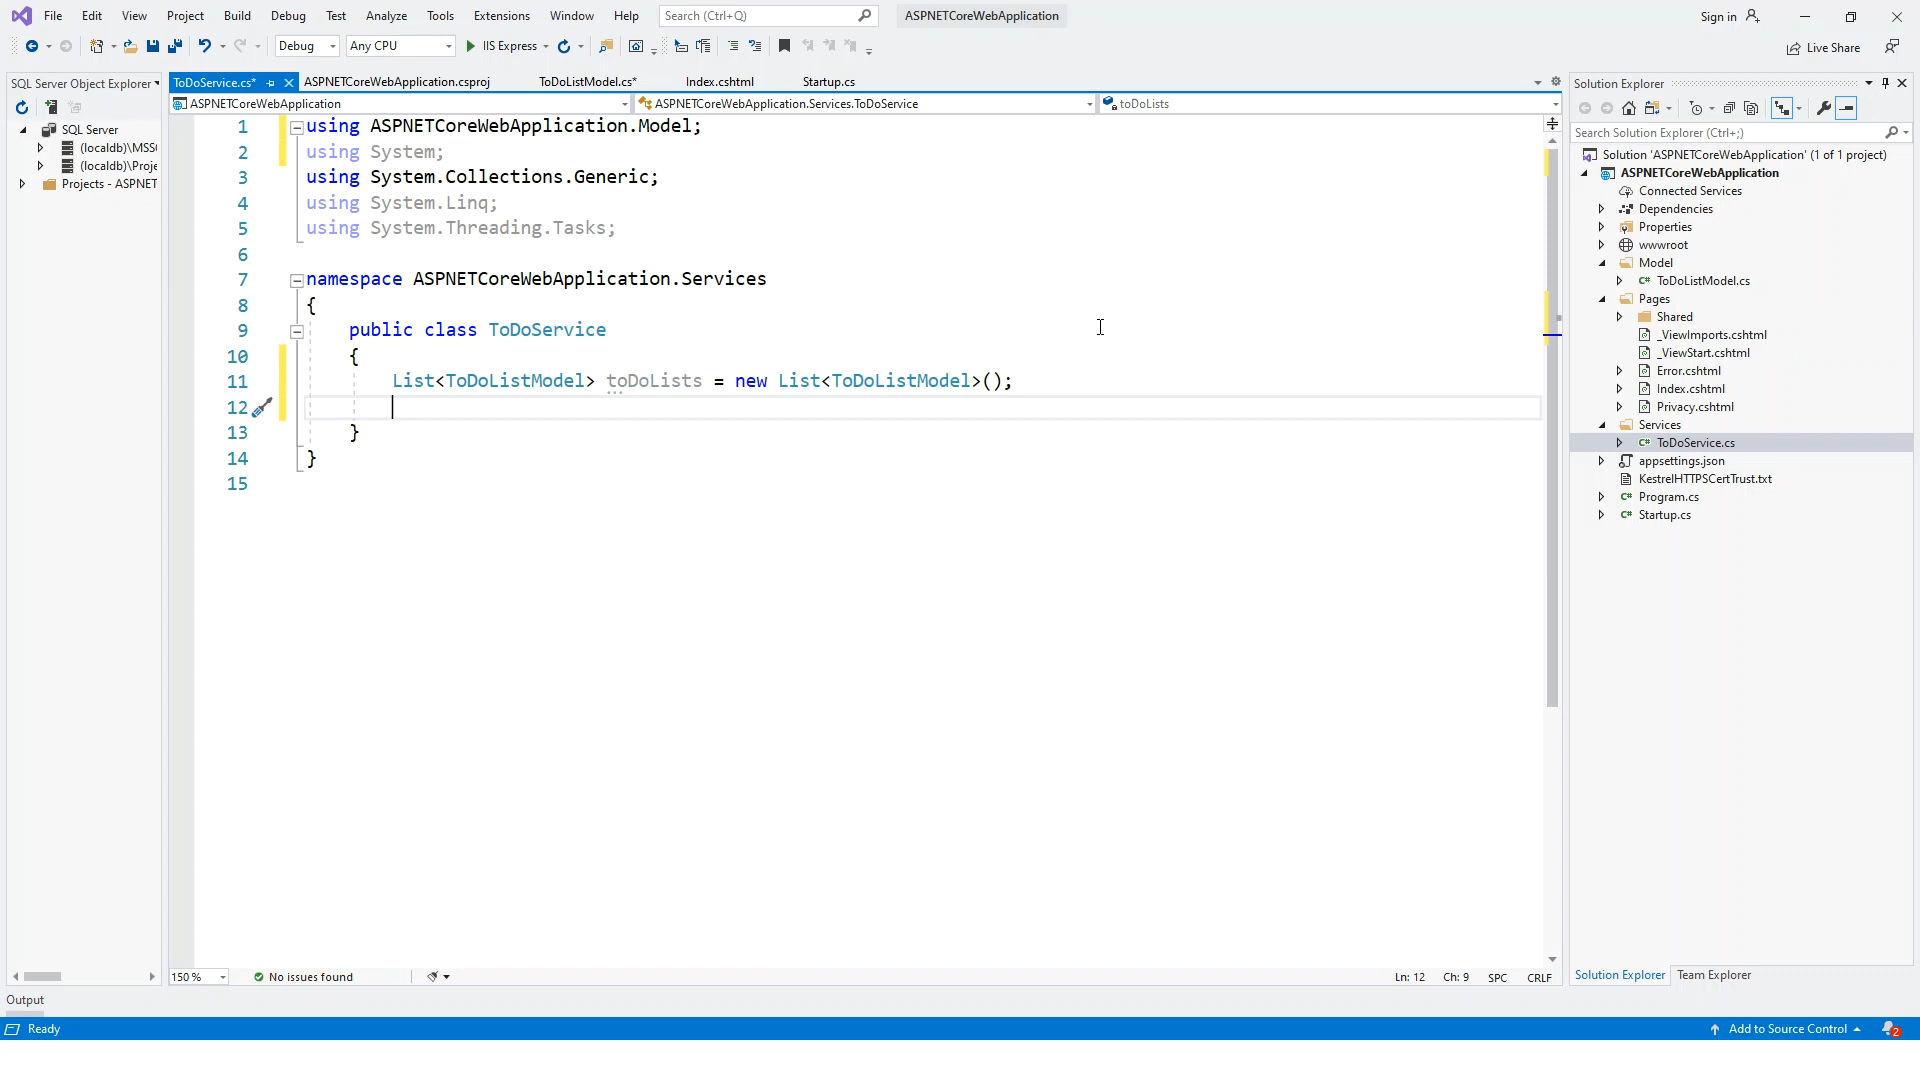 File Edit View Project Build Debug Test Analyze Tools Extensions Window Help Search (Ctrl+Q) ASPNETCoreWebApplication Sign in
Debug Any CPU IIS Express Live Share
SQL Server Object Explorer
SQL Server
(localdb)\MSS
(localdb)\Proje
Projects - ASPNET
ToDoService.cs* ASPNETCoreWebApplication.csproj ToDoListModel.cs* Index.cshtml Startup.cs
ASPNETCoreWebApplication ASPNETCoreWebApplication.Services.ToDoService toDoLists
1 using ASPNETCoreWebApplication.Model;
2 using System;
3 using System.Collections.Generic;
4 using System.Linq;
5 using System.Threading.Tasks;
6
7 namespace ASPNETCoreWebApplication.Services
8 {
9 public class ToDoService
10 {
11 List<ToDoListModel> toDoLists = new List<ToDoListModel>();
12
13 }
14 }
15
150 % No issues found Ln: 12 Ch: 9 SPC CRLF
Solution Explorer
Search Solution Explorer (Ctrl+;)
Solution 'ASPNETCoreWebApplication' (1 of 1 project)
ASPNETCoreWebApplication
Connected Services
Dependencies
Properties
wwwroot
Model
C# ToDoListModel.cs
Pages
Shared
_ViewImports.cshtml
_ViewStart.cshtml
Error.cshtml
Index.cshtml
Privacy.cshtml
Services
C# ToDoService.cs
appsettings.json
KestrelHTTPSCertTrust.txt
C# Program.cs
C# Startup.cs
Solution Explorer Team Explorer
Output
Ready Add to Source Control 2